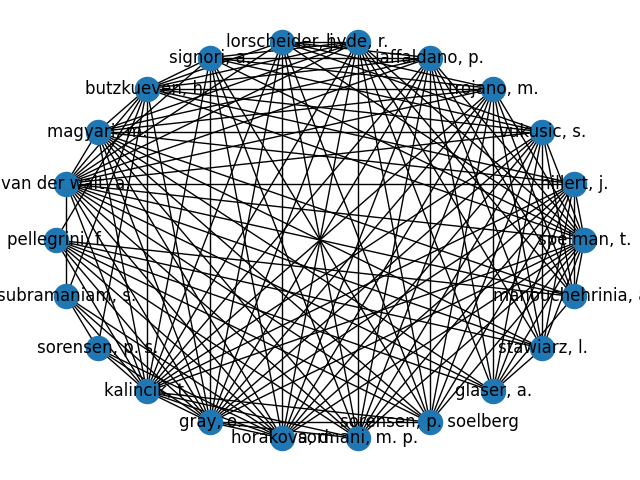 lorscheider, j.
hyde, r.
signori, a.
iaffaldano, p.
butzkueven, h.
trojano, m.
magyari, m.
vukusic, s.
van der walt, a.
hillert, j.
pellegrini, f.
spelman, t.
subramaniam, s.
manouchehrinia, a.
sorensen, p. s.
stawiarz, l.
kalincik, t.
glaser, a.
gray, o.
sorensen, p. soelberg
horakova, d.
sormani, m. p.